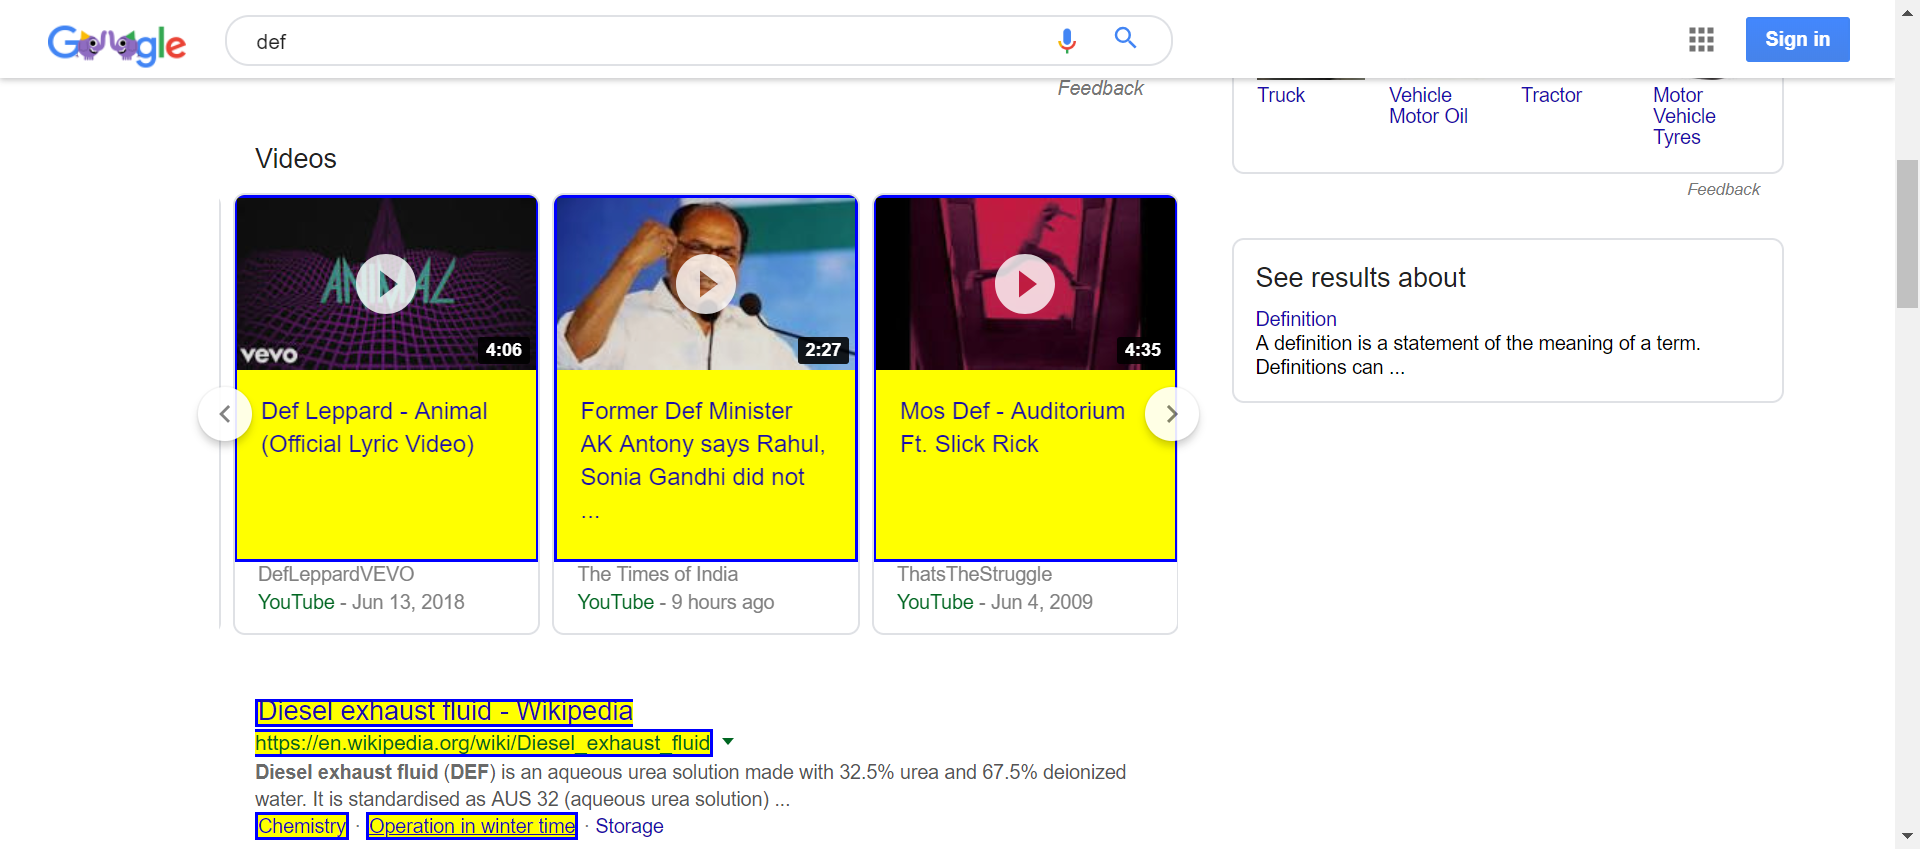 Google
def
Sign in
Feedback
Truck
Vehicle
Motor Oil
Tractor
Motor
Vehicle
Tyres
Feedback
Videos
ANIMAL
vevo
4:06
2:27
4:35
Def Leppard - Animal
(Official Lyric Video)
Former Def Minister
AK Antony says Rahul,
Sonia Gandhi did not
...
Mos Def - Auditorium
Ft. Slick Rick
DefLeppardVEVO
YouTube - Jun 13, 2018
The Times of India
YouTube - 9 hours ago
ThatsTheStruggle
YouTube - Jun 4, 2009
See results about
Definition
A definition is a statement of the meaning of a term.
Definitions can ...
Diesel exhaust fluid - Wikipedia
https://en.wikipedia.org/wiki/Diesel_exhaust_fluid
Diesel exhaust fluid (DEF) is an aqueous urea solution made with 32.5% urea and 67.5% deionized
water. It is standardised as AUS 32 (aqueous urea solution) ...
Chemistry · Operation in winter time · Storage